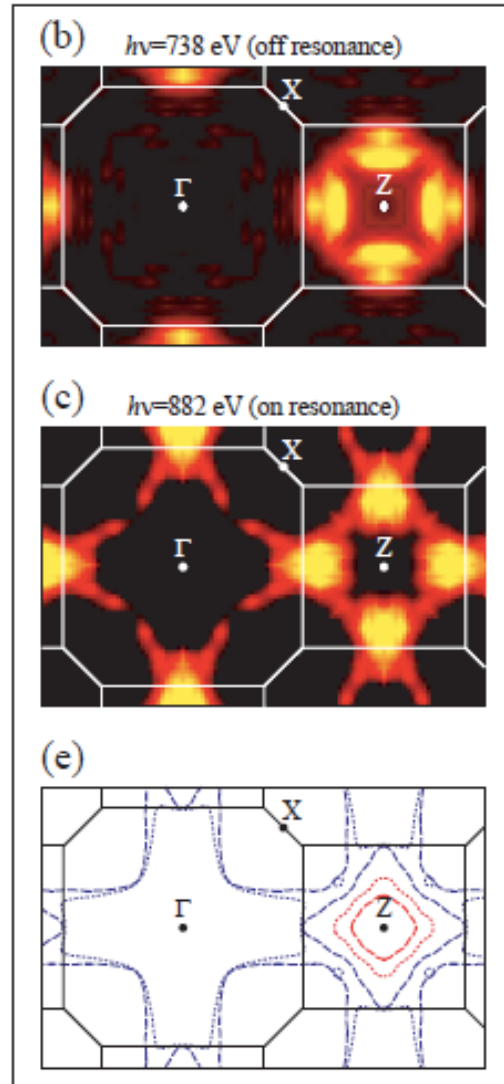 (b)
hν=738 eV (off resonance)
X
Γ
Z
(c)
hν=882 eV (on resonance)
X
Γ
Z
(e)
X
Γ
Z